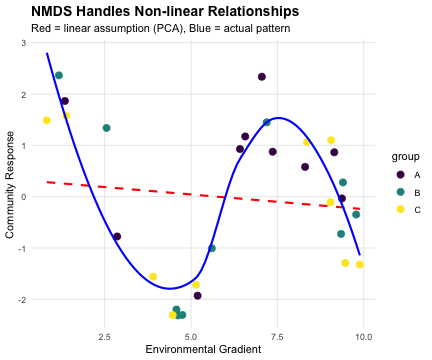 NMDS Handles Non-linear Relationships
Red = linear assumption (PCA), Blue = actual pattern
3
2
1
0
-1
-2
2.5
5.0
7.5
10.0
Environmental Gradient
Community Response
group
A
B
C